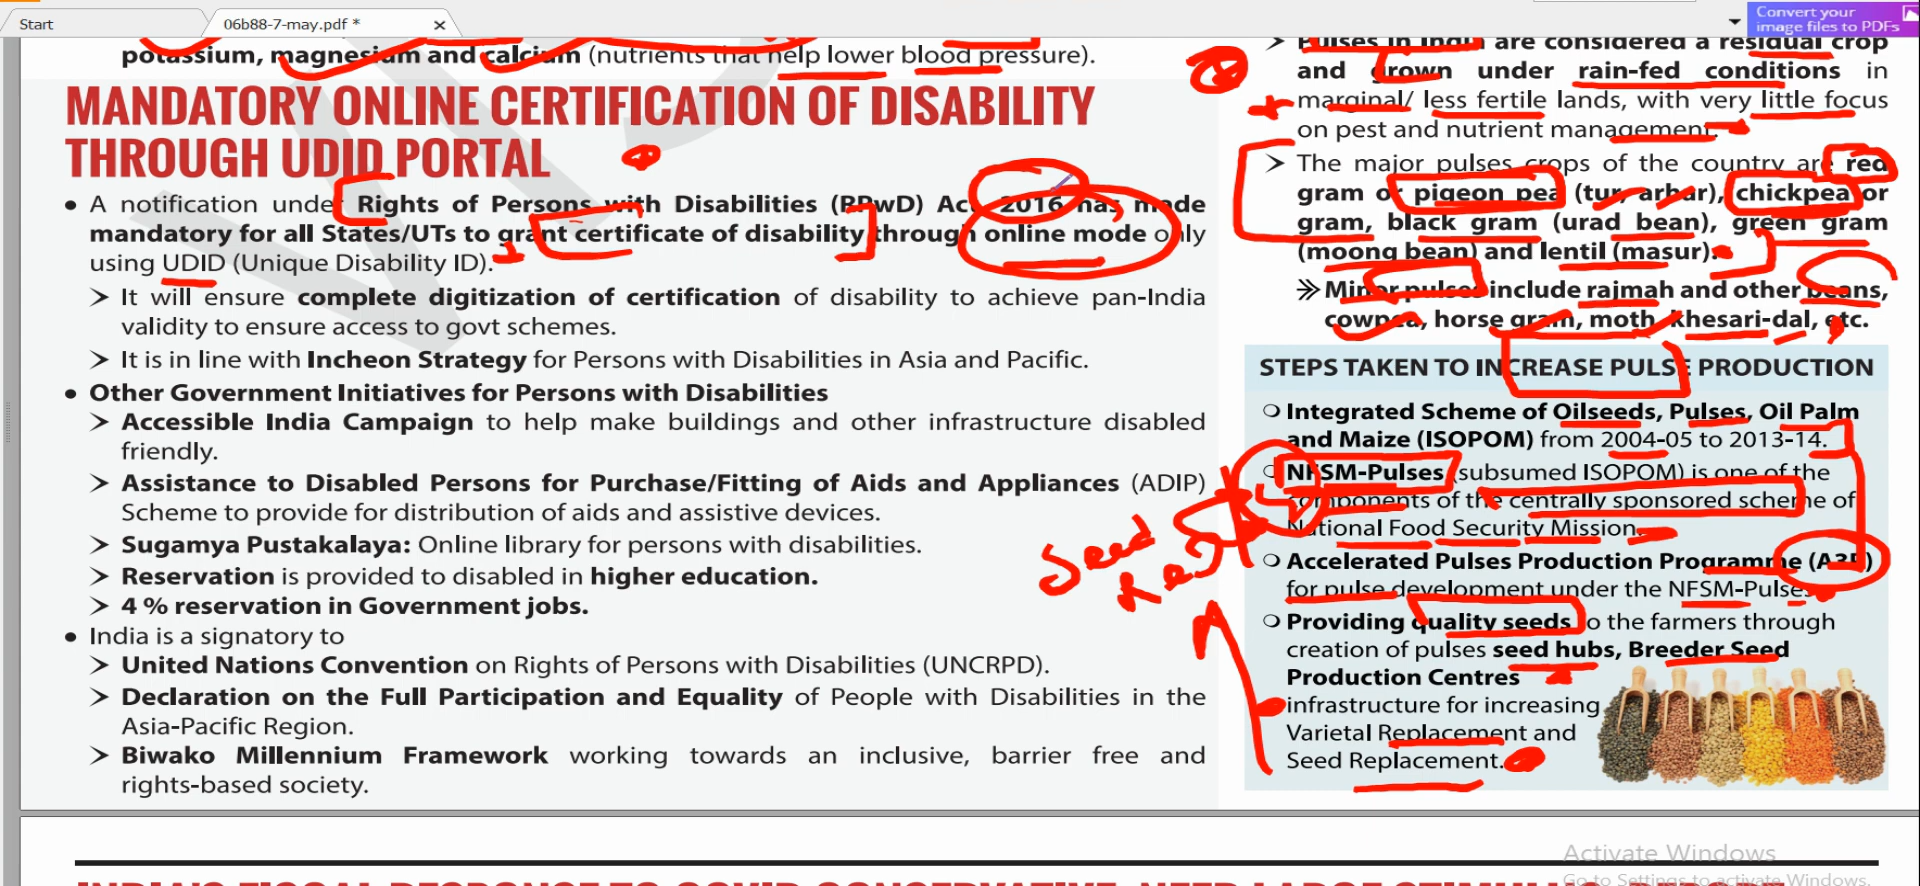 Start
06b88-7-may.pdf *
Convert your
image files to PDFs
potassium, magnesium and calcium (nutrients that help lower blood pressure).
MANDATORY ONLINE CERTIFICATION OF DISABILITY
THROUGH UDID PORTAL
• A notification under Rights of Persons with Disabilities (RPwD) Act 2016 has made
mandatory for all States/UTs to grant certificate of disability through online mode only
using UDID (Unique Disability ID).
➤ It will ensure complete digitization of certification of disability to achieve pan-India
validity to ensure access to govt schemes.
➤ It is in line with Incheon Strategy for Persons with Disabilities in Asia and Pacific.
• Other Government Initiatives for Persons with Disabilities
➤ Accessible India Campaign to help make buildings and other infrastructure disabled
friendly.
➤ Assistance to Disabled Persons for Purchase/Fitting of Aids and Appliances (ADIP)
Scheme to provide for distribution of aids and assistive devices.
➤ Sugamya Pustakalaya: Online library for persons with disabilities.
➤ Reservation is provided to disabled in higher education.
➤ 4 % reservation in Government jobs.
• India is a signatory to
➤ United Nations Convention on Rights of Persons with Disabilities (UNCRPD).
➤ Declaration on the Full Participation and Equality of People with Disabilities in the
Asia-Pacific Region.
➤ Biwako Millennium Framework working towards an inclusive, barrier free and
rights-based society.
➤ Pulses in India are considered a residual crop
and grown under rain-fed conditions in
marginal/ less fertile lands, with very little focus
on pest and nutrient management.
➤ The major pulses crops of the country are red
gram or pigeon pea (tur, arhar), chickpea or
gram, black gram (urad bean), green gram
(moong bean) and lentil (masur).
Minor pulses include rajmah and other beans,
cowpea, horse gram, moth, khesari-dal, etc.
STEPS TAKEN TO INCREASE PULSE PRODUCTION
Integrated Scheme of Oilseeds, Pulses, Oil Palm
and Maize (ISOPOM) from 2004-05 to 2013-14.
NFSM-Pulses (subsumed ISOPOM) is one of the
components of the centrally sponsored scheme of
National Food Security Mission.
Accelerated Pulses Production Programme (A3P)
for pulse development under the NFSM-Pulses.
Providing quality seeds to the farmers through
creation of pulses seed hubs, Breeder Seed
Production Centres
infrastructure for increasing
Varietal Replacement and
Seed Replacement.
Seed
Activate Windows
Go to Settings to activate Windows.